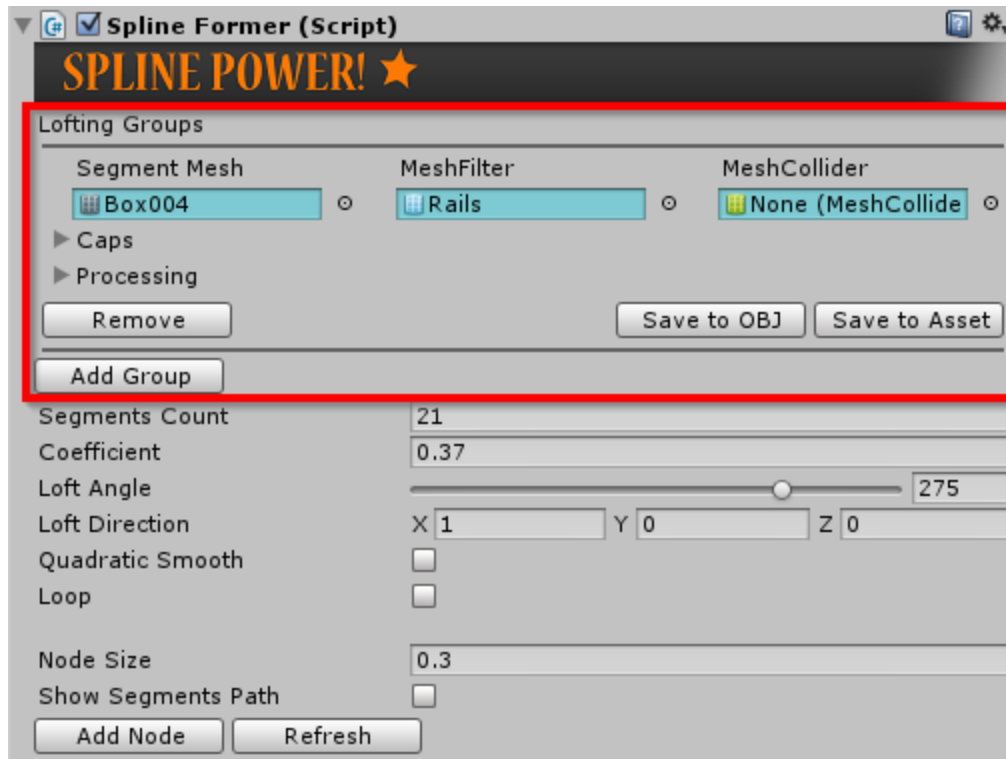 Spline Former (Script)
SPLINE POWER!
Lofting Groups
Segment Mesh MeshFilter MeshCollider
Box004 Rails None (MeshCollide
Caps
Processing
Remove Save to OBJ Save to Asset
Add Group
Segments Count 21
Coefficient 0.37
Loft Angle 275
Loft Direction X 1 Y 0 Z 0
Quadratic Smooth
Loop
Node Size 0.3
Show Segments Path
Add Node Refresh